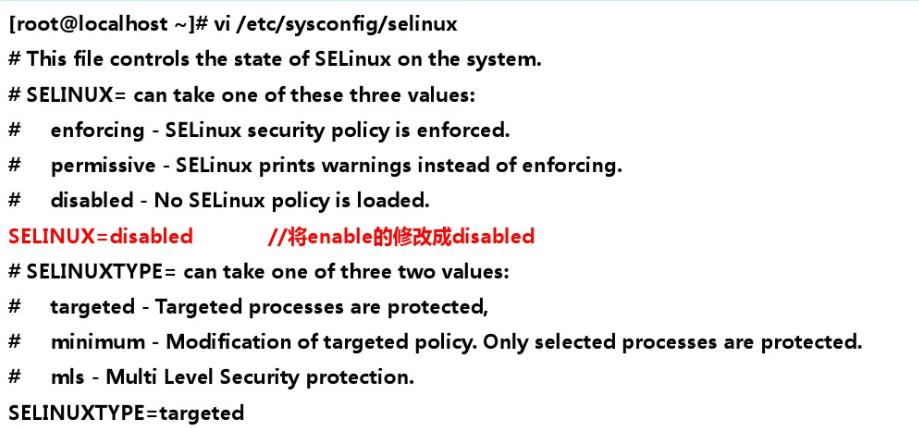 [root@localhost ~]# vi /etc/sysconfig/selinux
# This file controls the state of SELinux on the system.
# SELINUX= can take one of these three values:
#     enforcing - SELinux security policy is enforced.
#     permissive - SELinux prints warnings instead of enforcing.
#     disabled - No SELinux policy is loaded.
SELINUX=disabled          //将enable的修改成disabled
# SELINUXTYPE= can take one of three two values:
#     targeted - Targeted processes are protected,
#     minimum - Modification of targeted policy. Only selected processes are protected.
#     mls - Multi Level Security protection.
SELINUXTYPE=targeted